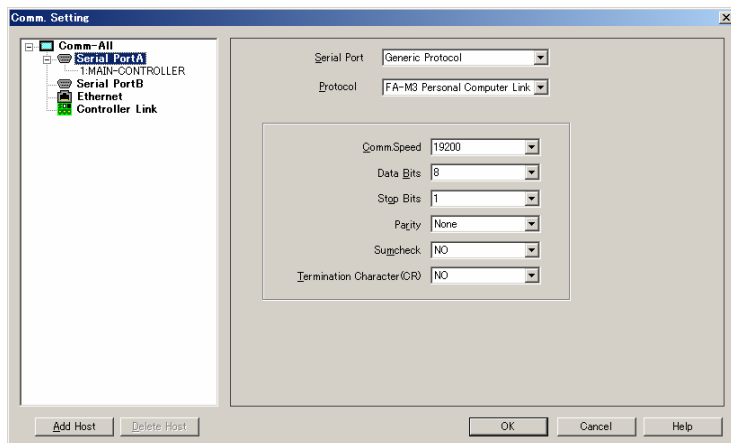 Comm. Setting
Comm-All
Serial PortA
1:MAIN-CONTROLLER
Serial PortB
Ethernet
Controller Link
Serial Port Generic Protocol
Protocol FA-M3 Personal Computer Link
Comm.Speed 19200
Data Bits 8
Stop Bits 1
Parity None
Sumcheck NO
Termination Character(CR) NO
Add Host Delete Host OK Cancel Help